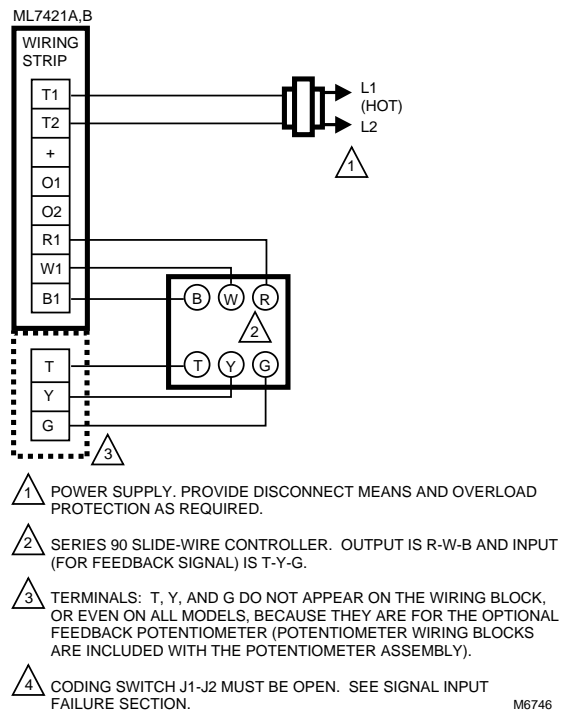 ML7421A,B
WIRING
STRIP
T1
T2
+
O1
O2
R1
W1
B1
T
Y
G
L1
(HOT)
L2
1
B W R
2
T Y G
3
1 POWER SUPPLY. PROVIDE DISCONNECT MEANS AND OVERLOAD
PROTECTION AS REQUIRED.
2 SERIES 90 SLIDE-WIRE CONTROLLER. OUTPUT IS R-W-B AND INPUT
(FOR FEEDBACK SIGNAL) IS T-Y-G.
3 TERMINALS: T, Y, AND G DO NOT APPEAR ON THE WIRING BLOCK,
OR EVEN ON ALL MODELS, BECAUSE THEY ARE FOR THE OPTIONAL
FEEDBACK POTENTIOMETER (POTENTIOMETER WIRING BLOCKS
ARE INCLUDED WITH THE POTENTIOMETER ASSEMBLY).
4 CODING SWITCH J1-J2 MUST BE OPEN. SEE SIGNAL INPUT
FAILURE SECTION.
M6746